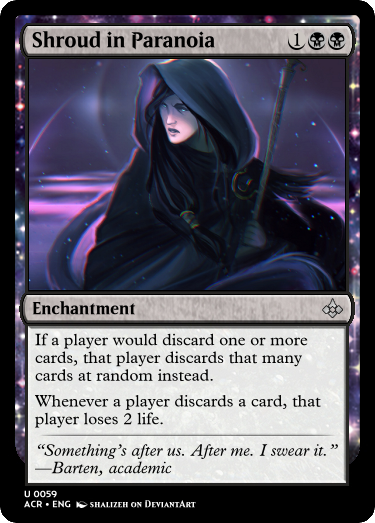 Shroud in Paranoia 1
Enchantment
If a player would discard one or more
cards, that player discards that many
cards at random instead.
Whenever a player discards a card, that
player loses 2 life.
“Something’s after us. After me. I swear it.”
—Barten, academic
U 0059
ACR • ENG SHALIZEH ON DEVIANTART